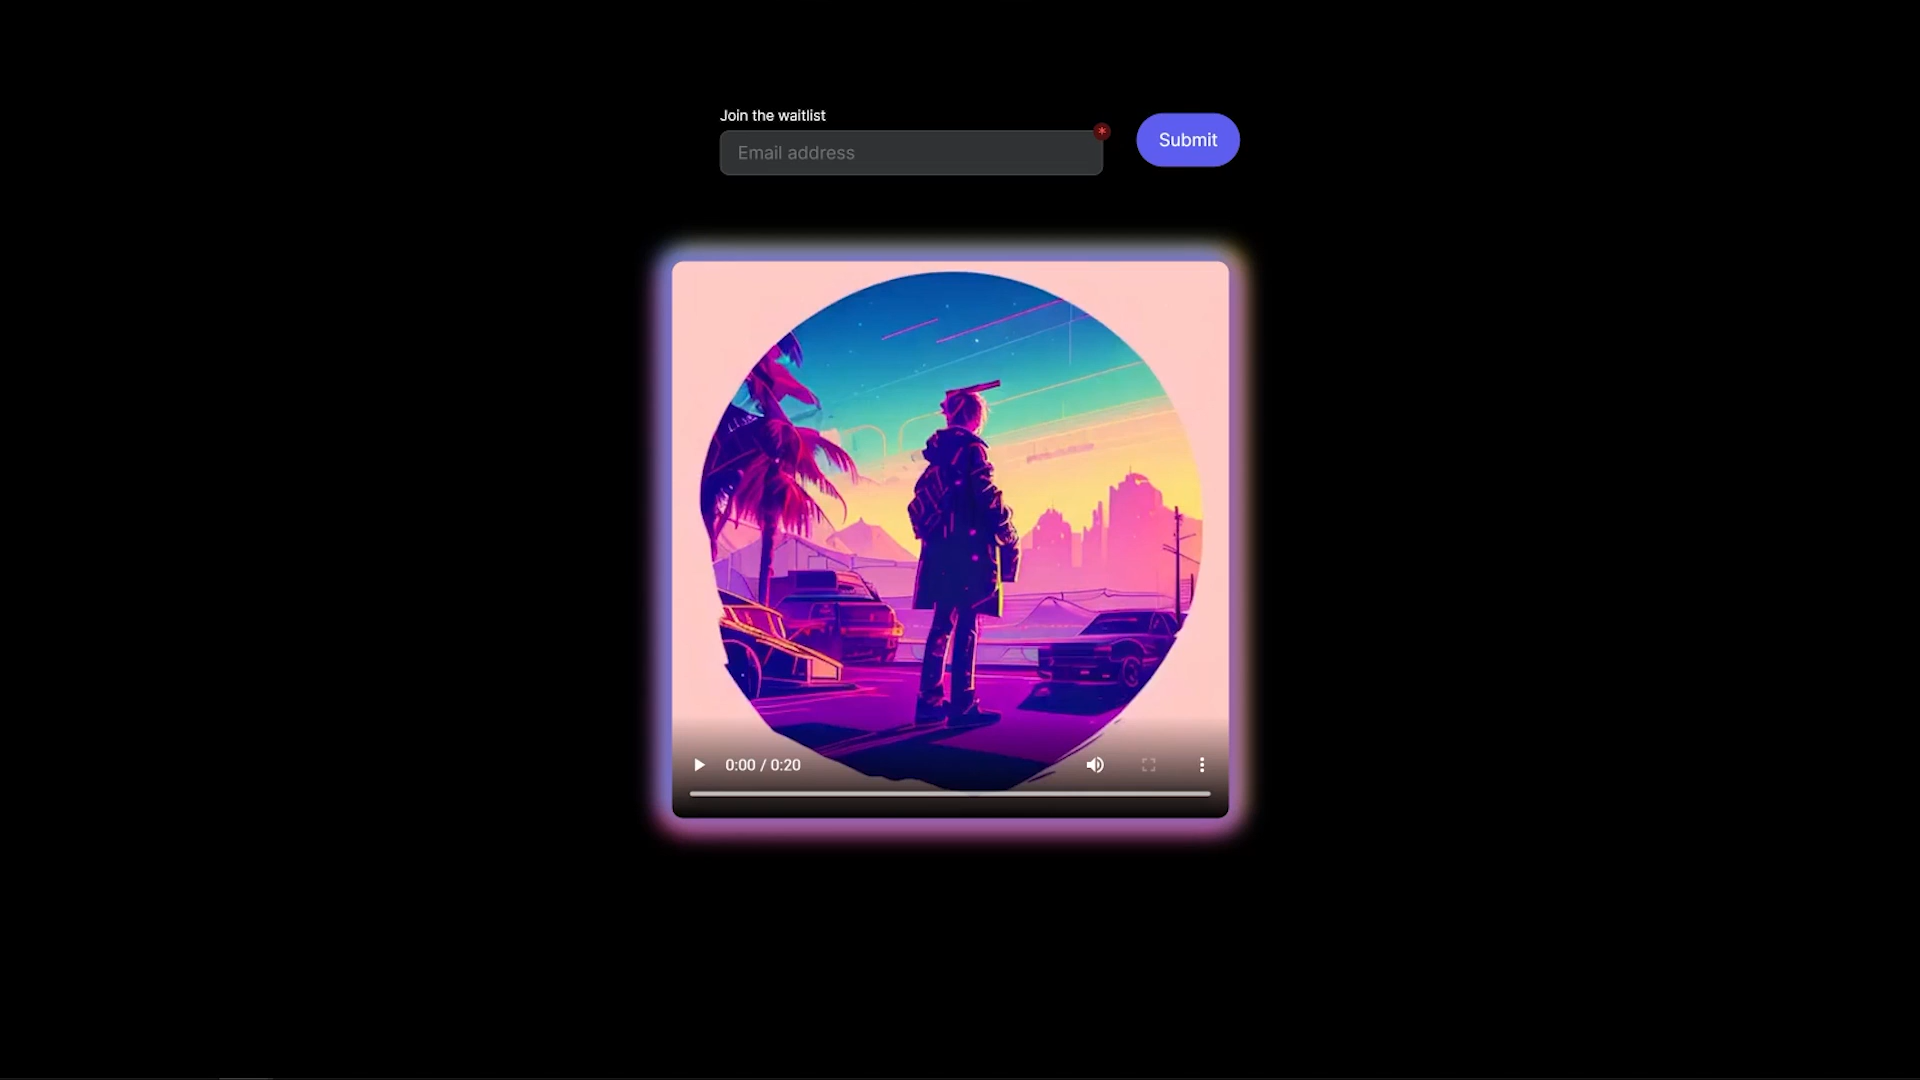 Join the waitlist
Email address
*
Submit
0:00 / 0:20